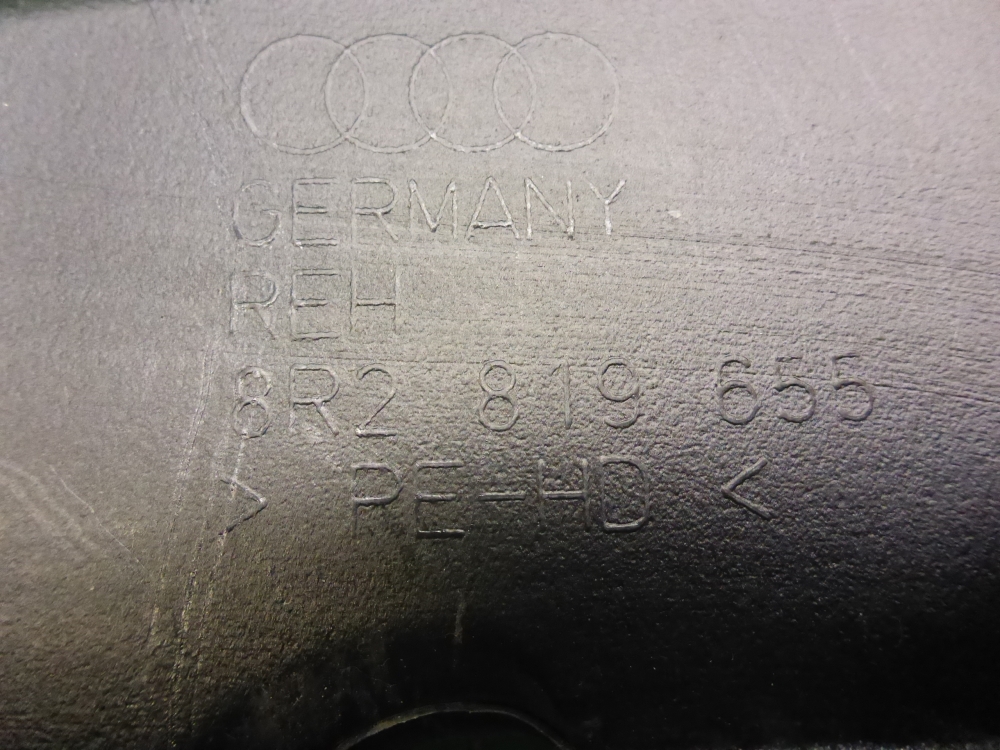 GERMANY
REH
8R2 819 655
> PE-HD <